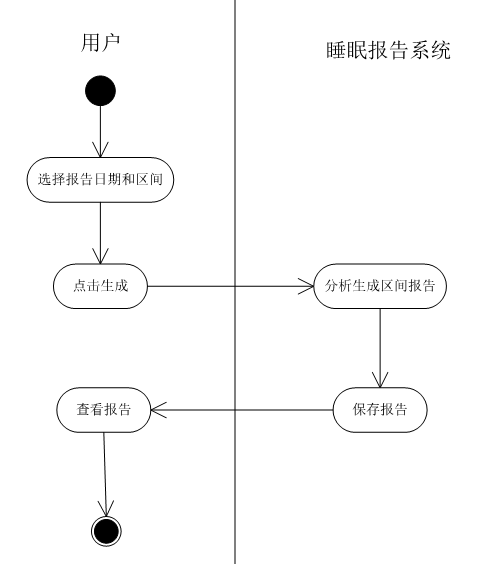 用户
睡眠报告系统
选择报告日期和区间
点击生成
分析生成区间报告
查看报告
保存报告